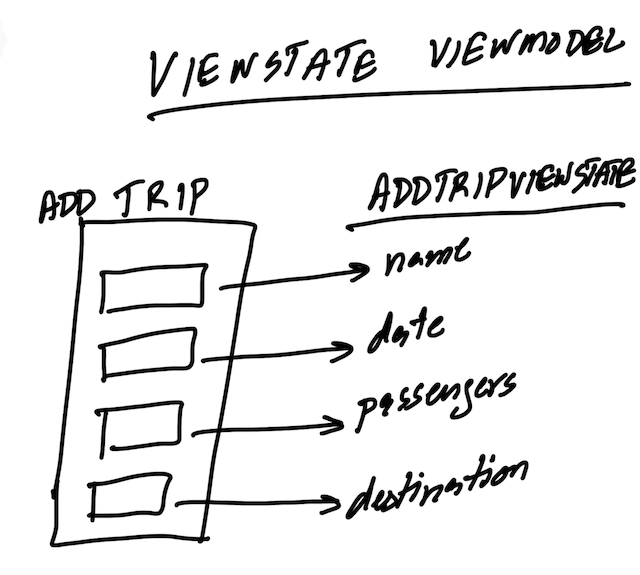 VIEWSTATE VIEWMODEL
ADD TRIP
ADDTRIPVIEWSTATE
name
date
passengers
destination